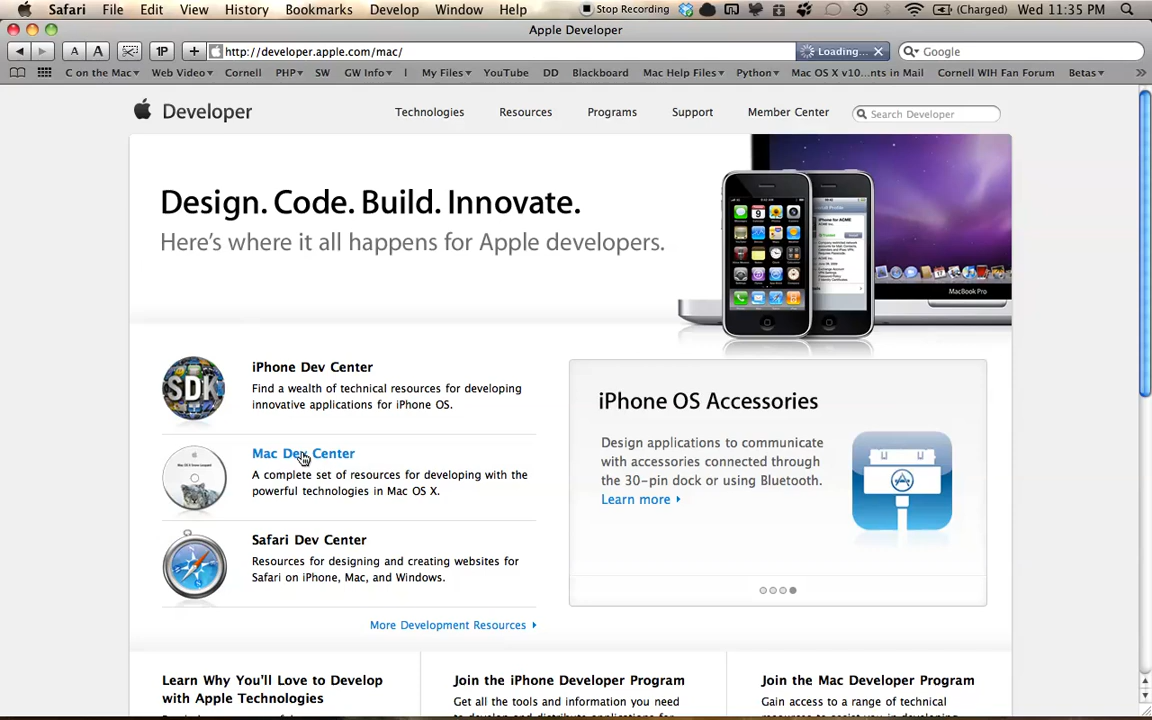 Safari File Edit View History Bookmarks Develop Window Help Stop Recording (Charged) Wed 11:35 PM
Apple Developer
A A 1P + http://developer.apple.com/mac/ Loading... Google
C on the Mac Web Video Cornell PHP SW GW Info I My Files YouTube DD Blackboard Mac Help Files Python Mac OS X v10...nts in Mail Cornell WIH Fan Forum Betas
Developer Technologies Resources Programs Support Member Center Search Developer
Design. Code. Build. Innovate.
Here's where it all happens for Apple developers.
MacBook Pro
iPhone Dev Center
Find a wealth of technical resources for developing
innovative applications for iPhone OS.
SDK
Mac Dev Center
A complete set of resources for developing with the
powerful technologies in Mac OS X.
Safari Dev Center
Resources for designing and creating websites for
Safari on iPhone, Mac, and Windows.
More Development Resources
iPhone OS Accessories
Design applications to communicate
with accessories connected through
the 30-pin dock or using Bluetooth.
Learn more
Learn Why You'll Love to Develop
with Apple Technologies
Join the iPhone Developer Program
Get all the tools and information you need
Join the Mac Developer Program
Gain access to a range of technical